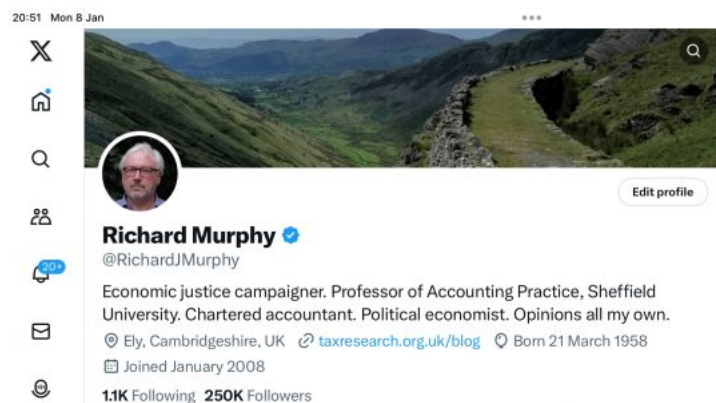 20:51 Mon 8 Jan
Edit profile
Richard Murphy
@RichardJMurphy
Economic justice campaigner. Professor of Accounting Practice, Sheffield
University. Chartered accountant. Political economist. Opinions all my own.
Ely, Cambridgeshire, UK taxresearch.org.uk/blog Born 21 March 1958
20+
Joined January 2008
1.1K Following 250K Followers